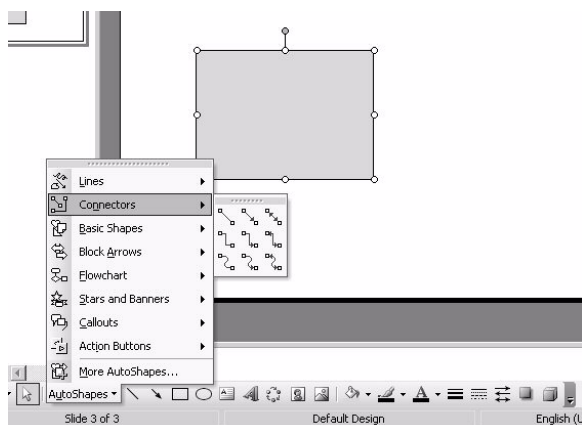 Lines
Connectors
Basic Shapes
Block Arrows
Flowchart
Stars and Banners
Callouts
Action Buttons
More AutoShapes...
AutoShapes
A
Slide 3 of 3
Default Design
English (U